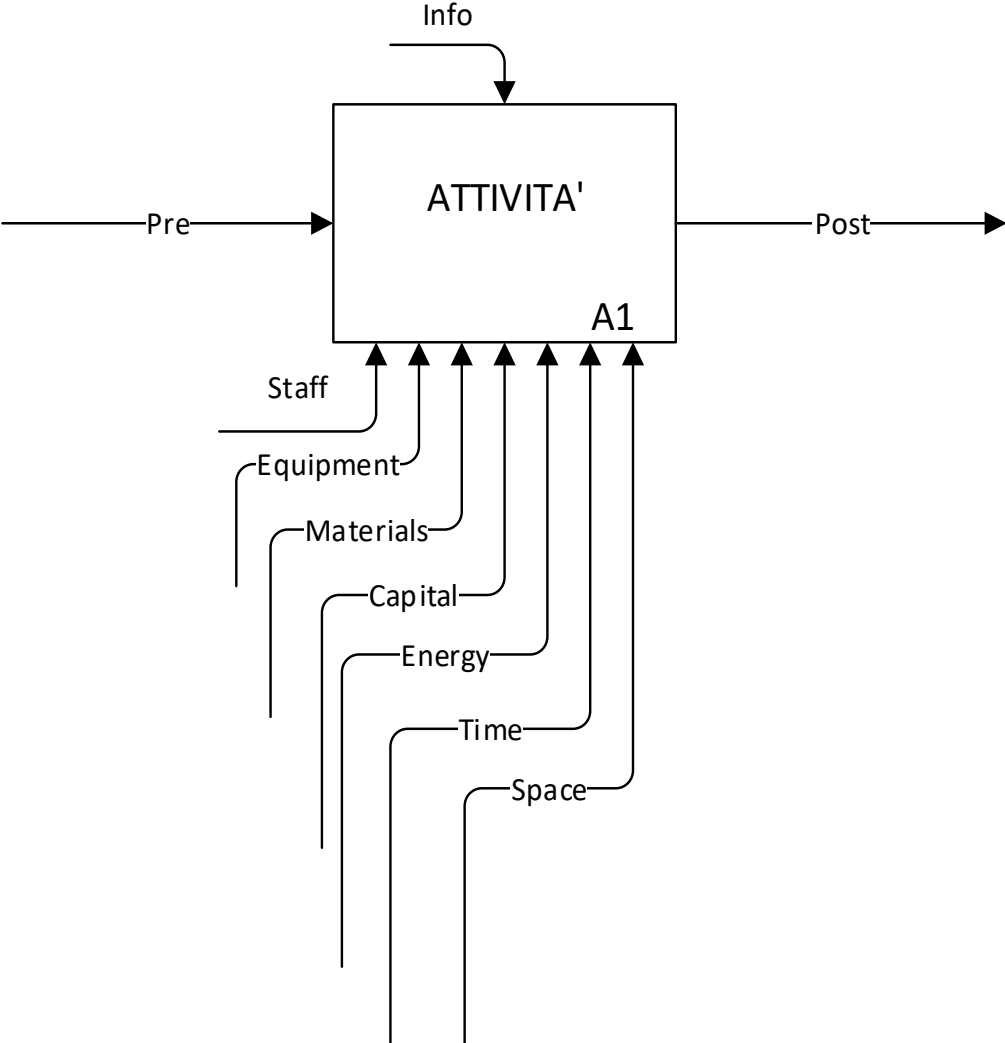 Info
ATTIVITA'
Pre
Post
A1
Staff
Equipment
Materials
Capital
Energy
Time
Space